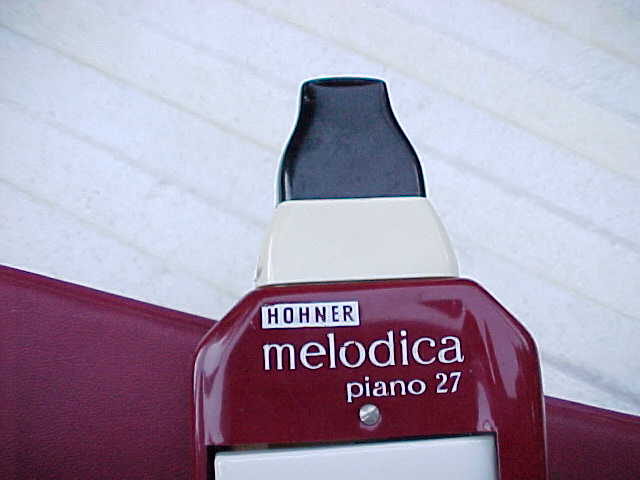 HOHNER
melodica
piano 27